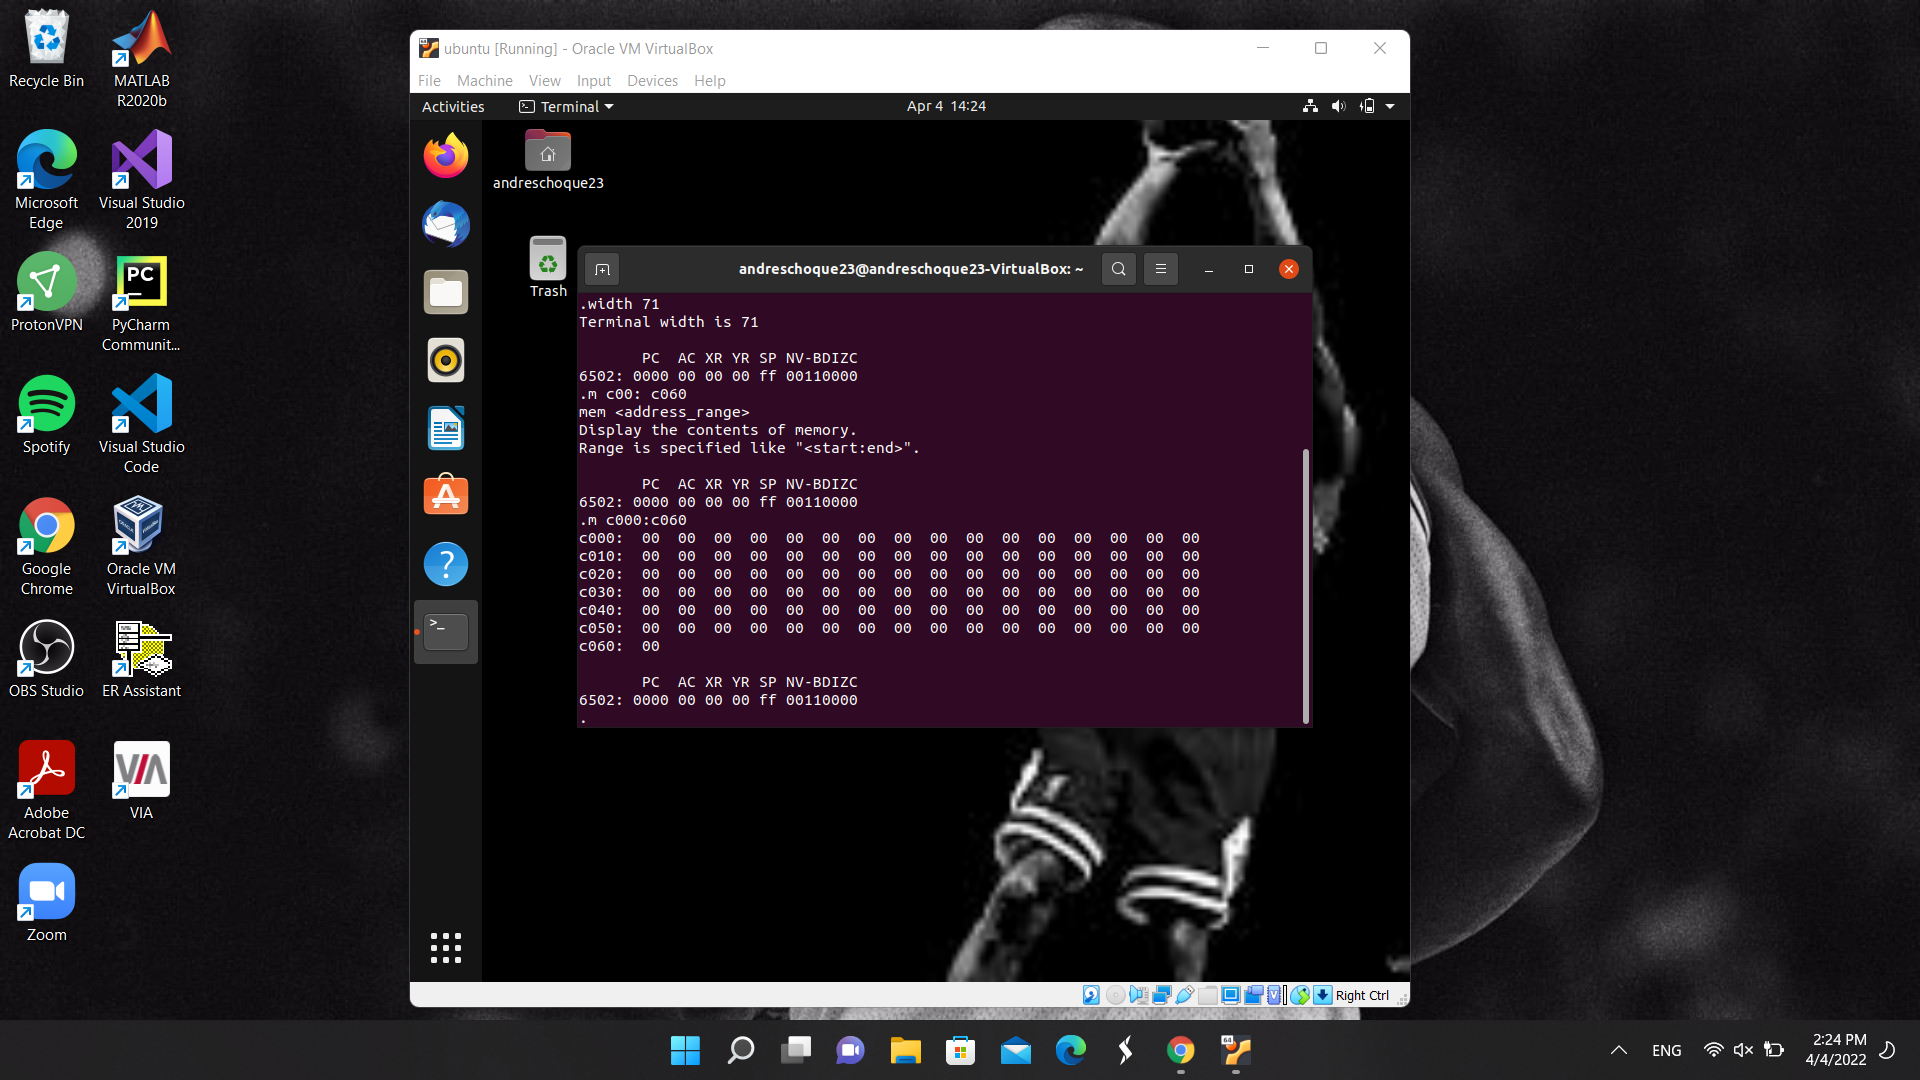 Recycle Bin
MATLAB
R2020b
Microsoft
Edge
Visual Studio
2019
ProtonVPN
PC
PyCharm
Communit...
Spotify
Visual Studio
Code
Google
Chrome
Oracle VM
VirtualBox
OBS Studio
ER Assistant
Adobe
Acrobat DC
VIA
VIA
Zoom
ubuntu [Running] - Oracle VM VirtualBox
File Machine View Input Devices Help
Activities Terminal Apr 4 14:24
andreschoque23
Trash
andreschoque23@andreschoque23-VirtualBox: ~
.width 71
Terminal width is 71
PC AC XR YR SP NV-BDIZC
6502: 0000 00 00 00 ff 00110000
.m c00: c060
mem <address_range>
Display the contents of memory.
Range is specified like "<start:end>".
PC AC XR YR SP NV-BDIZC
6502: 0000 00 00 00 ff 00110000
.m c000:c060
c000: 00 00 00 00 00 00 00 00 00 00 00 00 00 00 00 00
c010: 00 00 00 00 00 00 00 00 00 00 00 00 00 00 00 00
c020: 00 00 00 00 00 00 00 00 00 00 00 00 00 00 00 00
c030: 00 00 00 00 00 00 00 00 00 00 00 00 00 00 00 00
c040: 00 00 00 00 00 00 00 00 00 00 00 00 00 00 00 00
c050: 00 00 00 00 00 00 00 00 00 00 00 00 00 00 00 00
c060: 00
PC AC XR YR SP NV-BDIZC
6502: 0000 00 00 00 ff 00110000
.
Right Ctrl
64
ENG
2:24 PM
4/4/2022